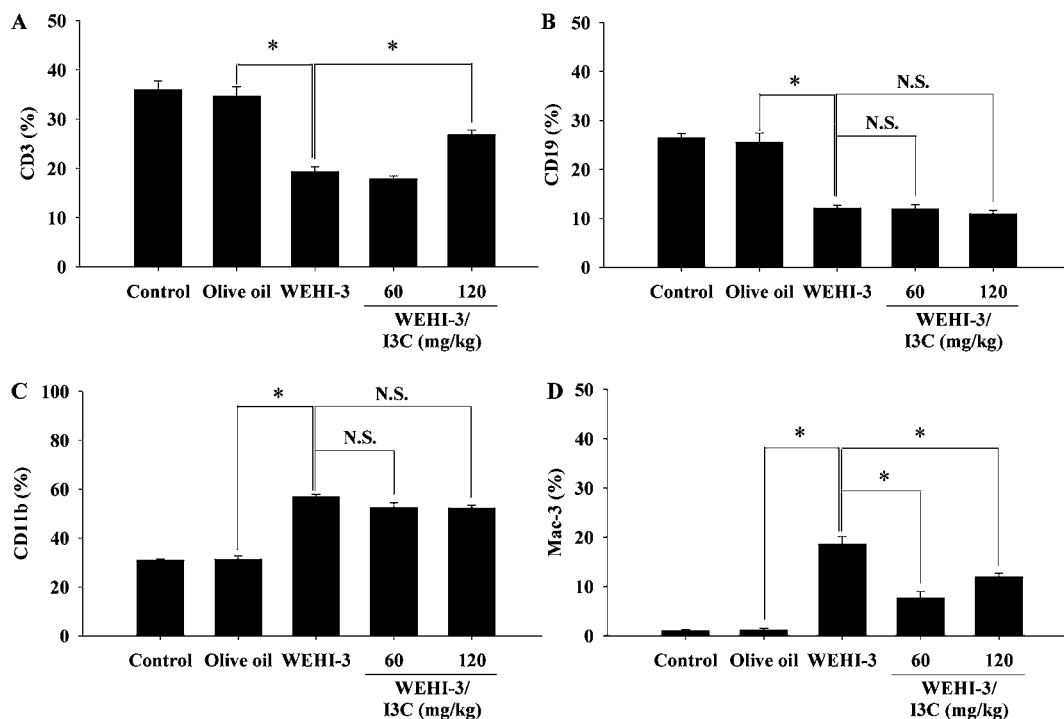 A
CD3 (%)
50
40
30
20
10
0
*
*
Control
Olive oil
WEHI-3
60
120
WEHI-3/
I3C (mg/kg)
B
CD19 (%)
50
40
30
20
10
0
*
N.S.
N.S.
Control
Olive oil
WEHI-3
60
120
WEHI-3/
I3C (mg/kg)
C
CD11b (%)
100
80
60
40
20
0
*
N.S.
N.S.
Control
Olive oil
WEHI-3
60
120
WEHI-3/
I3C (mg/kg)
D
Mac-3 (%)
50
40
30
20
10
0
*
*
*
Control
Olive oil
WEHI-3
60
120
WEHI-3/
I3C (mg/kg)